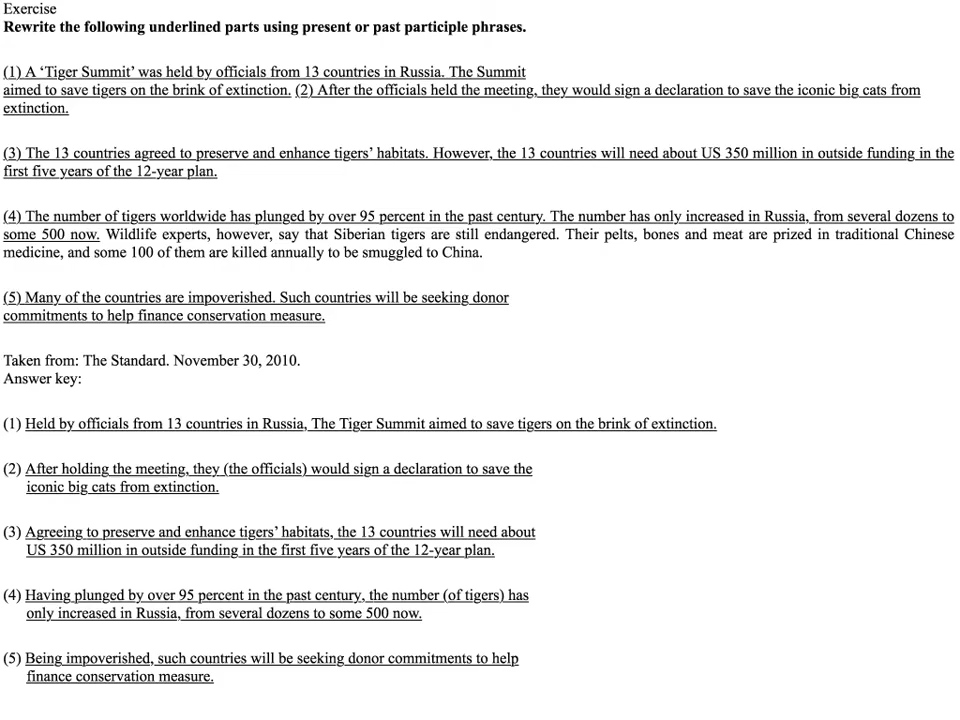 Exercise
Rewrite the following underlined parts using present or past participle phrases.
(1) A ‘Tiger Summit’ was held by officials from 13 countries in Russia. The Summit
aimed to save tigers on the brink of extinction. (2) After the officials held the meeting, they would sign a declaration to save the iconic big cats from
extinction.
(3) The 13 countries agreed to preserve and enhance tigers’ habitats. However, the 13 countries will need about US 350 million in outside funding in the
first five years of the 12-year plan.
(4) The number of tigers worldwide has plunged by over 95 percent in the past century. The number has only increased in Russia, from several dozens to
some 500 now. Wildlife experts, however, say that Siberian tigers are still endangered. Their pelts, bones and meat are prized in traditional Chinese
medicine, and some 100 of them are killed annually to be smuggled to China.
(5) Many of the countries are impoverished. Such countries will be seeking donor
commitments to help finance conservation measure.
Taken from: The Standard. November 30, 2010.
Answer key:
(1) Held by officials from 13 countries in Russia, The Tiger Summit aimed to save tigers on the brink of extinction.
(2) After holding the meeting, they (the officials) would sign a declaration to save the
iconic big cats from extinction.
(3) Agreeing to preserve and enhance tigers’ habitats, the 13 countries will need about
US 350 million in outside funding in the first five years of the 12-year plan.
(4) Having plunged by over 95 percent in the past century, the number (of tigers) has
only increased in Russia, from several dozens to some 500 now.
(5) Being impoverished, such countries will be seeking donor commitments to help
finance conservation measure.